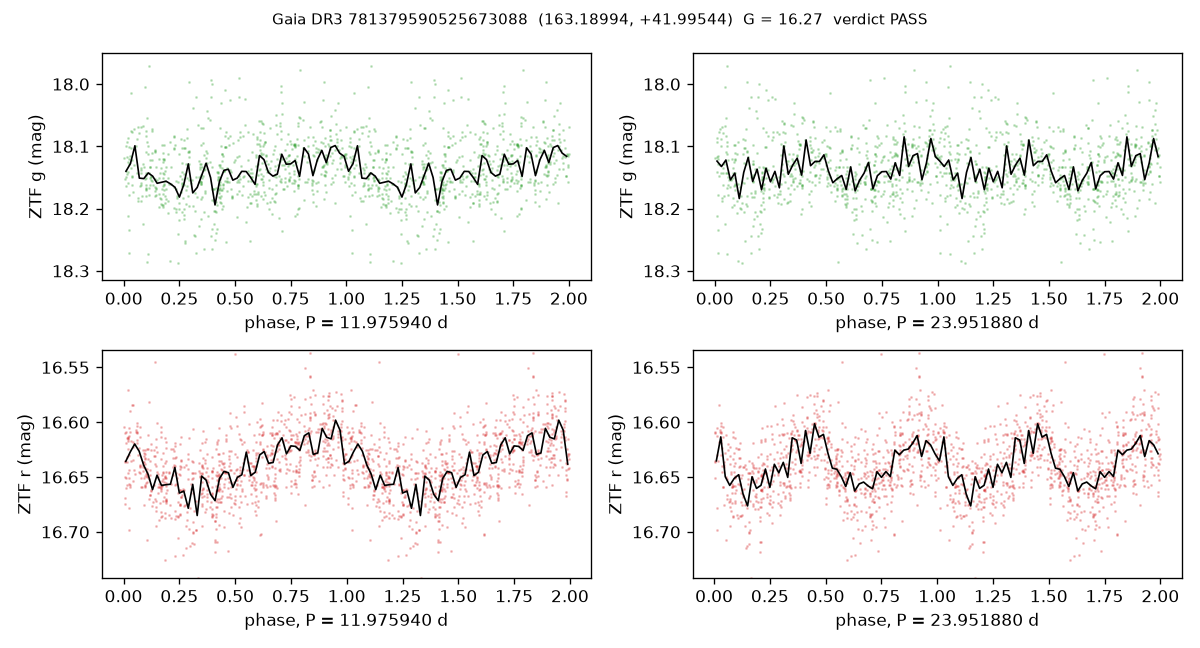 Gaia DR3 781379590525673088  (163.18994, +41.99544)  G = 16.27  verdict PASS
ZTF g (mag)
18.0
18.1
18.2
18.3
0.00 0.25 0.50 0.75 1.00 1.25 1.50 1.75 2.00
phase, P = 11.975940 d
ZTF g (mag)
18.0
18.1
18.2
18.3
0.00 0.25 0.50 0.75 1.00 1.25 1.50 1.75 2.00
phase, P = 23.951880 d
ZTF r (mag)
16.55
16.60
16.65
16.70
0.00 0.25 0.50 0.75 1.00 1.25 1.50 1.75 2.00
phase, P = 11.975940 d
ZTF r (mag)
16.55
16.60
16.65
16.70
0.00 0.25 0.50 0.75 1.00 1.25 1.50 1.75 2.00
phase, P = 23.951880 d